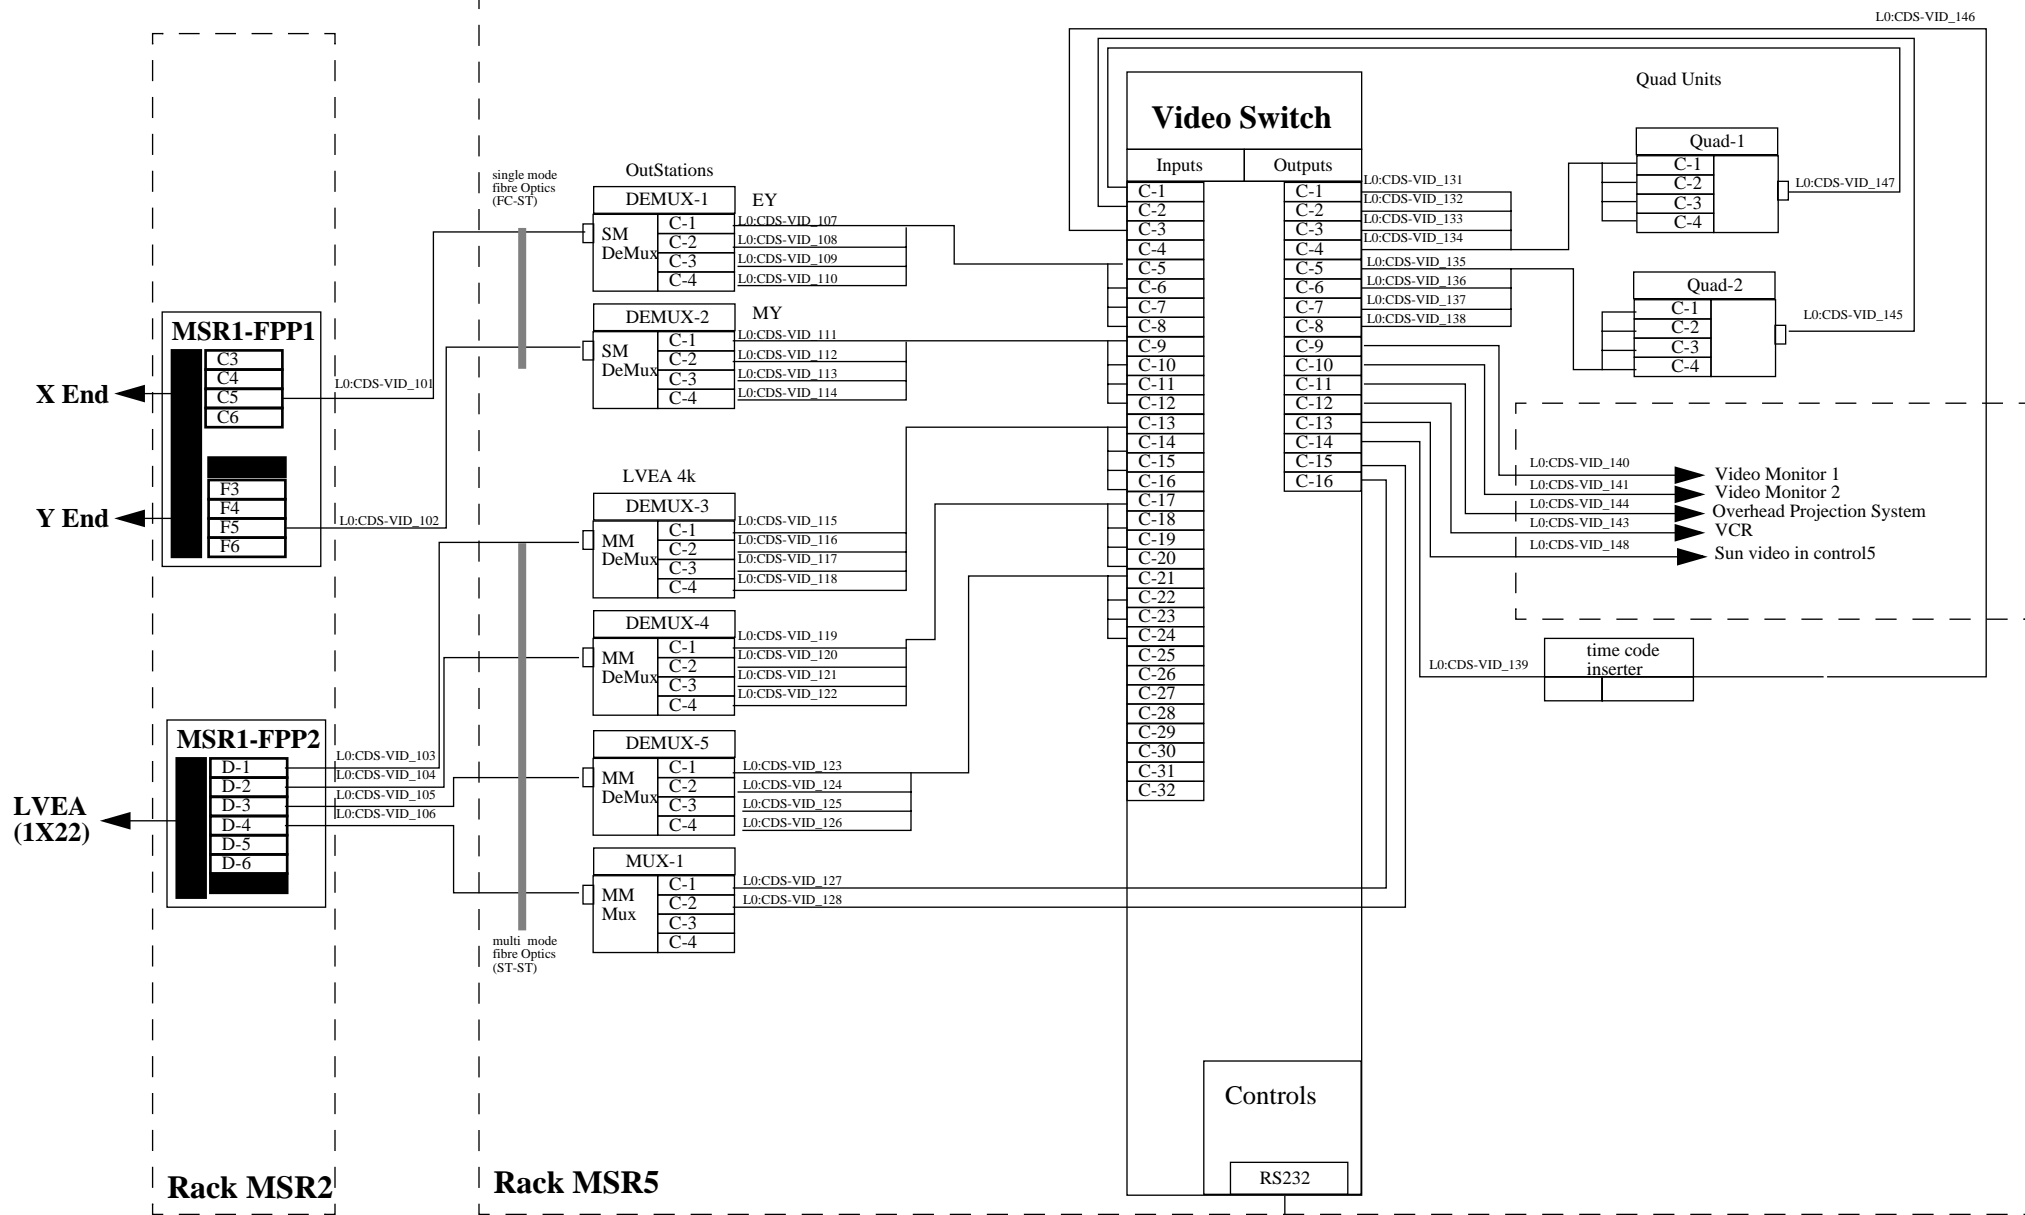 L0:CDS-VID_146
Quad Units
Video Switch
Inputs
Outputs
C-1
C-2
C-3
C-4
C-5
C-6
C-7
C-8
C-9
C-10
C-11
C-12
C-13
C-14
C-15
C-16
C-17
C-18
C-19
C-20
C-21
C-22
C-23
C-24
C-25
C-26
C-27
C-28
C-29
C-30
C-31
C-32
C-1
C-2
C-3
C-4
C-5
C-6
C-7
C-8
C-9
C-10
C-11
C-12
C-13
C-14
C-15
C-16
L0:CDS-VID_131
L0:CDS-VID_132
L0:CDS-VID_133
L0:CDS-VID_134
L0:CDS-VID_135
L0:CDS-VID_136
L0:CDS-VID_137
L0:CDS-VID_138
Quad-1
C-1
C-2
C-3
C-4
L0:CDS-VID_147
Quad-2
C-1
C-2
C-3
C-4
L0:CDS-VID_145
L0:CDS-VID_140
Video Monitor 1
L0:CDS-VID_141
Video Monitor 2
L0:CDS-VID_144
Overhead Projection System
L0:CDS-VID_143
VCR
L0:CDS-VID_148
Sun video in control5
L0:CDS-VID_139
time code
inserter
single mode
fibre Optics
(FC-ST)
OutStations
DEMUX-1
EY
SM
DeMux
C-1
C-2
C-3
C-4
L0:CDS-VID_107
L0:CDS-VID_108
L0:CDS-VID_109
L0:CDS-VID_110
DEMUX-2
MY
SM
DeMux
C-1
C-2
C-3
C-4
L0:CDS-VID_111
L0:CDS-VID_112
L0:CDS-VID_113
L0:CDS-VID_114
LVEA 4k
DEMUX-3
MM
DeMux
C-1
C-2
C-3
C-4
L0:CDS-VID_115
L0:CDS-VID_116
L0:CDS-VID_117
L0:CDS-VID_118
DEMUX-4
MM
DeMux
C-1
C-2
C-3
C-4
L0:CDS-VID_119
L0:CDS-VID_120
L0:CDS-VID_121
L0:CDS-VID_122
DEMUX-5
MM
DeMux
C-1
C-2
C-3
C-4
L0:CDS-VID_123
L0:CDS-VID_124
L0:CDS-VID_125
L0:CDS-VID_126
MUX-1
MM
Mux
C-1
C-2
C-3
C-4
L0:CDS-VID_127
L0:CDS-VID_128
multi mode
fibre Optics
(ST-ST)
MSR1-FPP1
C3
C4
C5
C6
F3
F4
F5
F6
X End
Y End
L0:CDS-VID_101
L0:CDS-VID_102
MSR1-FPP2
D-1
D-2
D-3
D-4
D-5
D-6
LVEA
(1X22)
L0:CDS-VID_103
L0:CDS-VID_104
L0:CDS-VID_105
L0:CDS-VID_106
Controls
RS232
Rack MSR2
Rack MSR5